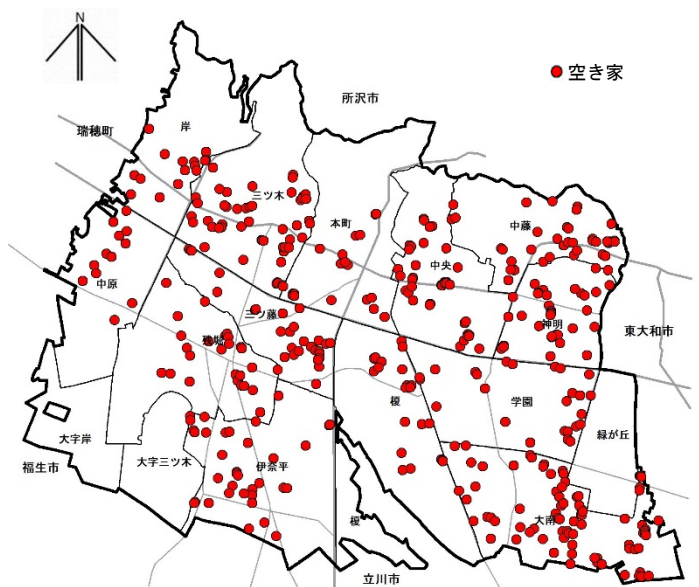 N
空き家
所沢市
瑞穂町
岸
三ツ木
本町
中藤
中央
中原
三ツ藤
神明
東大和市
残堀
学園
榎
緑が丘
大字岸
福生市
大字三ツ木
伊奈平
大南
榎
立川市